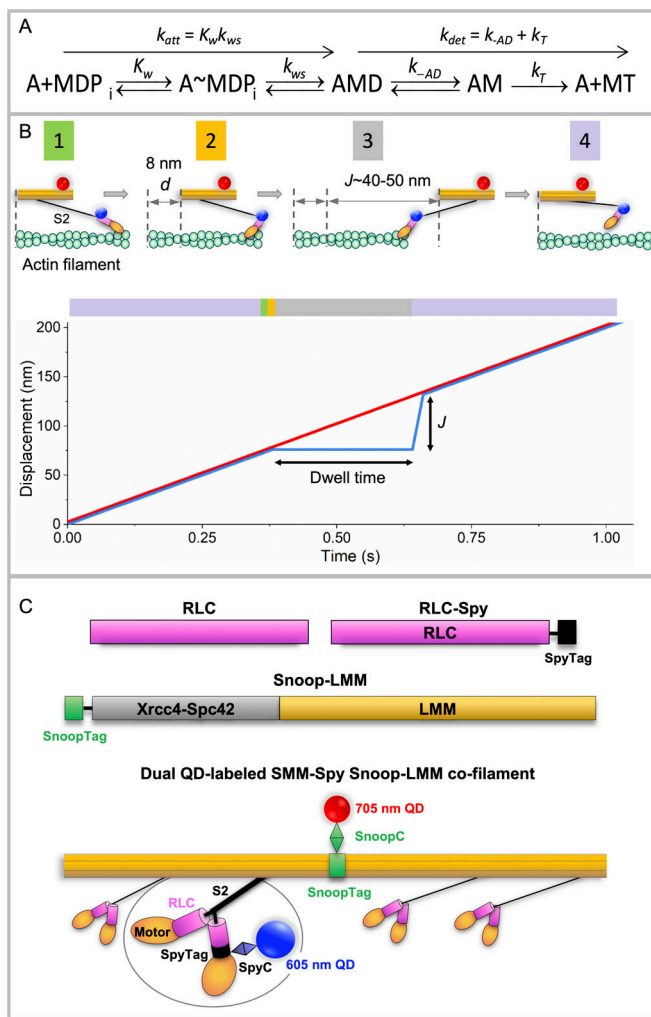 A
k_att = K_w k_ws
k_det = k_-AD + k_T
A+MDP_i K_w A~MDP_i k_ws AMD k_-AD AM k_T A+MT
B
1 2 3 4
8 nm
d
J~40-50 nm
S2
Actin filament
200
150
100
50
0
Displacement (nm)
J
Dwell time
0.00 0.25 0.50 0.75 1.00
Time (s)
C
RLC RLC-Spy
RLC
SpyTag
Snoop-LMM
Xrcc4-Spc42 LMM
SnoopTag
Dual QD-labeled SMM-Spy Snoop-LMM co-filament
705 nm QD
SnoopC
SnoopTag
S2
RLC
Motor
SpyTag
SpyC
605 nm QD